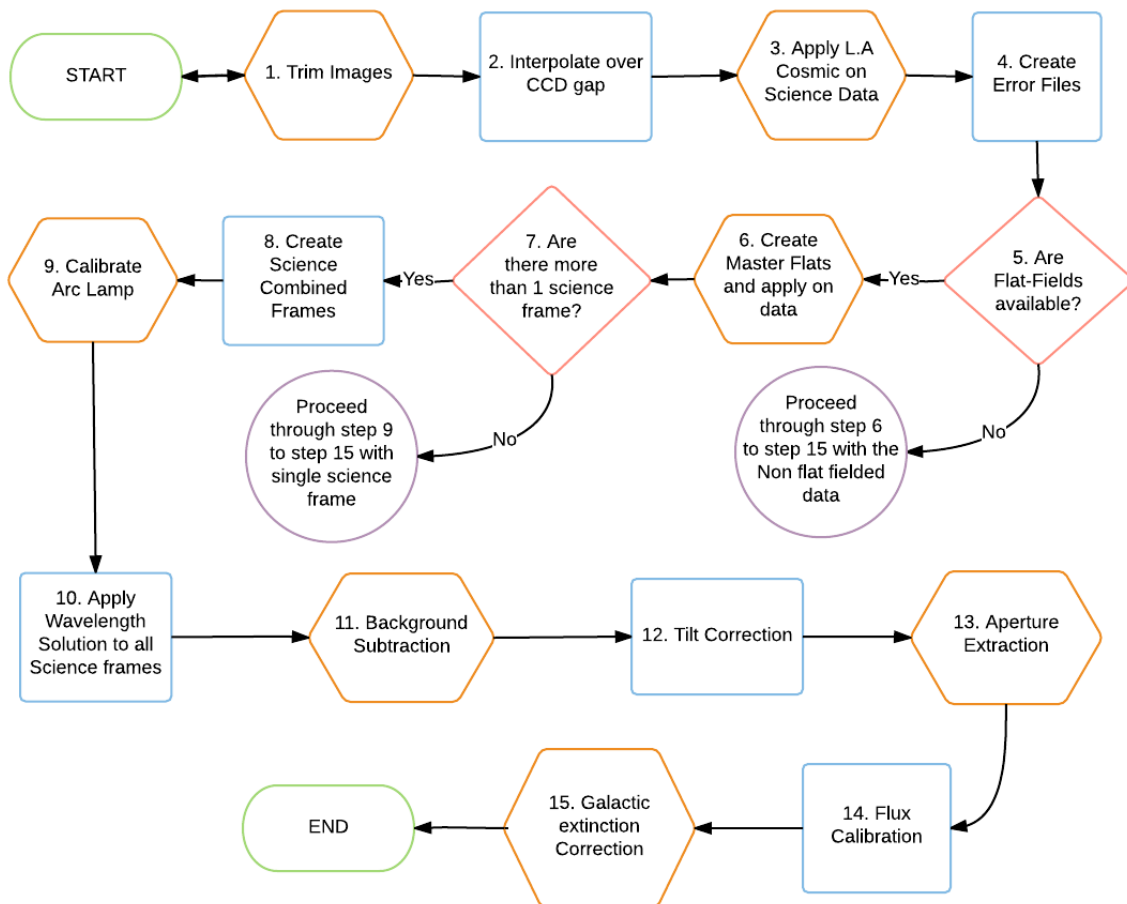 START
1. Trim Images
2. Interpolate over
CCD gap
3. Apply L.A
Cosmic on
Science Data
4. Create
Error Files
5. Are
Flat-Fields
available?
Yes
No
Proceed
through step 6
to step 15 with the
Non flat fielded
data
6. Create
Master Flats
and apply on
data
7. Are
there more
than 1 science
frame?
Yes
No
Proceed
through step 9
to step 15 with
single science
frame
8. Create
Science
Combined
Frames
9. Calibrate
Arc Lamp
10. Apply
Wavelength
Solution to all
Science frames
11. Background
Subtraction
12. Tilt Correction
13. Aperture
Extraction
14. Flux
Calibration
15. Galactic
extinction
Correction
END